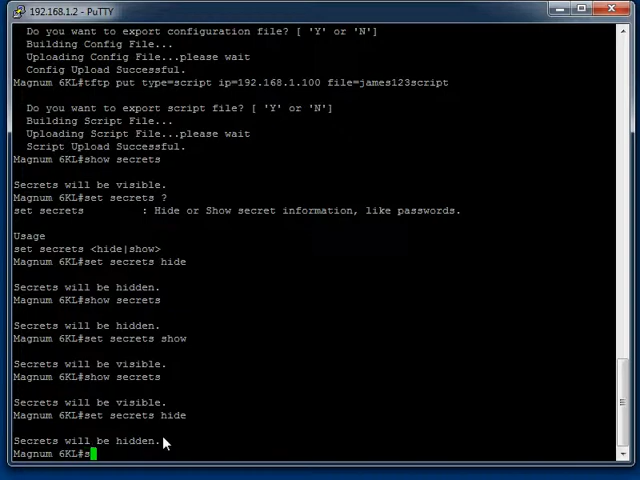 192.168.1.2 - PuTTY
Do you want to export configuration file? [ 'Y' or 'N']
Building Config File...
Uploading Config File...please wait
Config Upload Successful.
Magnum 6KL#tftp put type=script ip=192.168.1.100 file=james123script
Do you want to export script file? [ 'Y' or 'N']
Building Script File...
Uploading Script File...please wait
Script Upload Successful.
Magnum 6KL#show secrets
Secrets will be visible.
Magnum 6KL#set secrets ?
set secrets : Hide or Show secret information, like passwords.
Usage
set secrets <hide|show>
Magnum 6KL#set secrets hide
Secrets will be hidden.
Magnum 6KL#show secrets
Secrets will be hidden.
Magnum 6KL#set secrets show
Secrets will be visible.
Magnum 6KL#show secrets
Secrets will be visible.
Magnum 6KL#set secrets hide
Secrets will be hidden.
Magnum 6KL#s